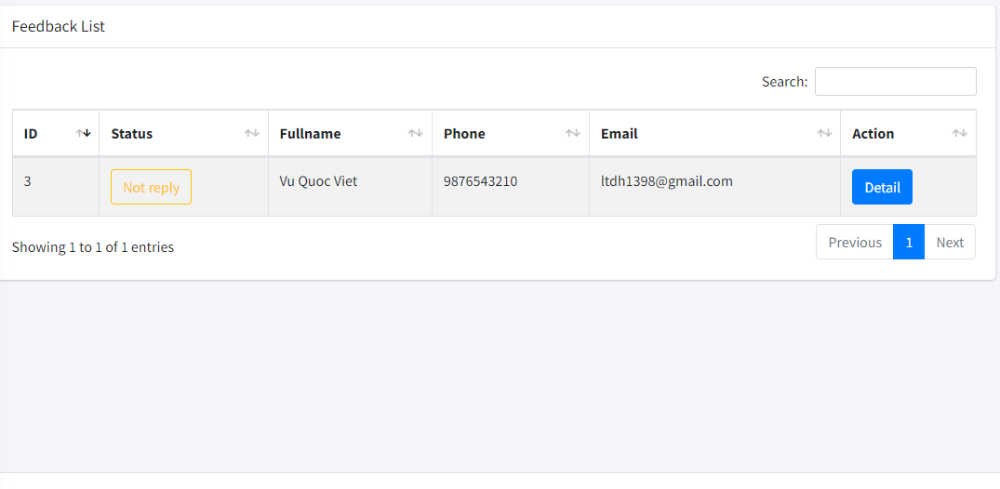 Feedback List
Search:
ID Status Fullname Phone Email Action
3 Not reply Vu Quoc Viet 9876543210 ltdh1398@gmail.com Detail
Showing 1 to 1 of 1 entries Previous 1 Next